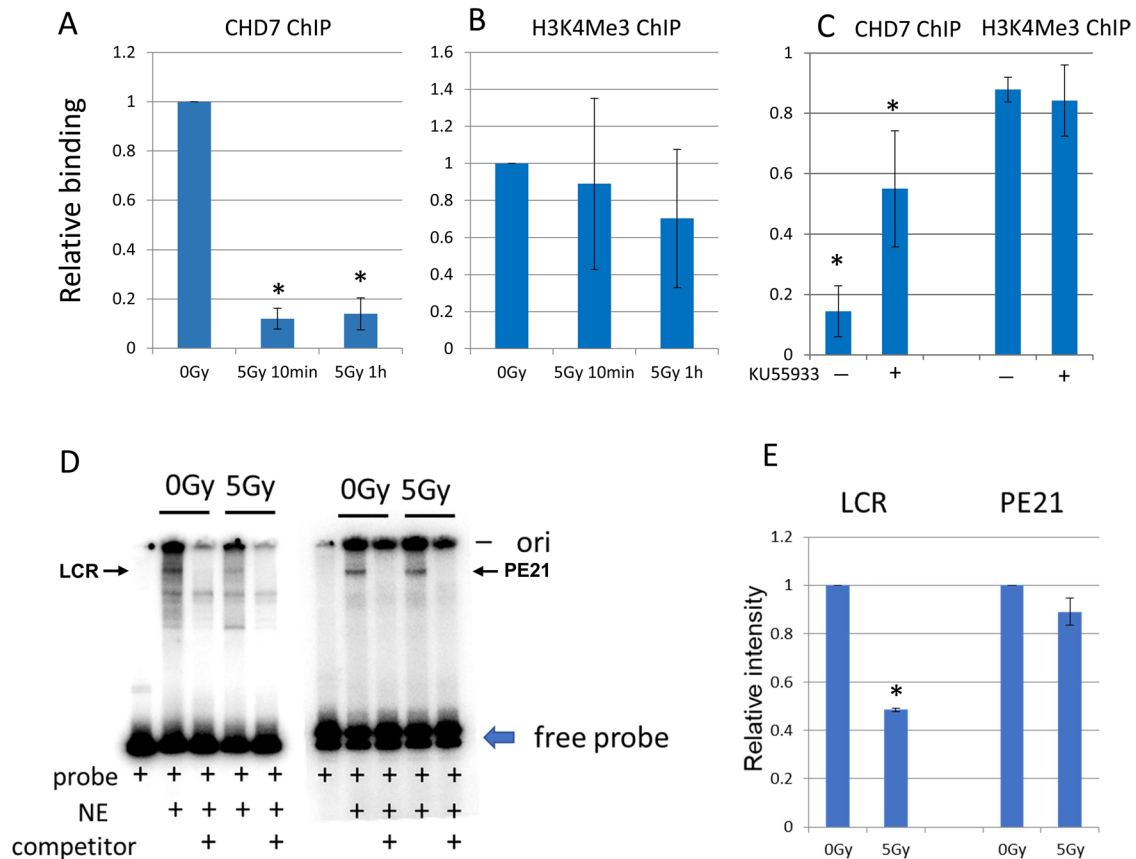 A
CHD7 ChIP
Relative binding
1.2
1
0.8
0.6
0.4
0.2
0
*
*
0Gy 5Gy 10min 5Gy 1h
B
H3K4Me3 ChIP
1.6
1.4
1.2
1
0.8
0.6
0.4
0.2
0
0Gy 5Gy 10min 5Gy 1h
C
CHD7 ChIP H3K4Me3 ChIP
1
0.8
0.6
0.4
0.2
0
*
*
KU55933 — + — +
D
0Gy 5Gy 0Gy 5Gy
– ori
LCR PE21
free probe
probe + + + + + + + + + +
NE + + + + + + + +
competitor + + + +
E
LCR PE21
Relative intensity
1.2
1
0.8
0.6
0.4
0.2
0
*
0Gy 5Gy 0Gy 5Gy